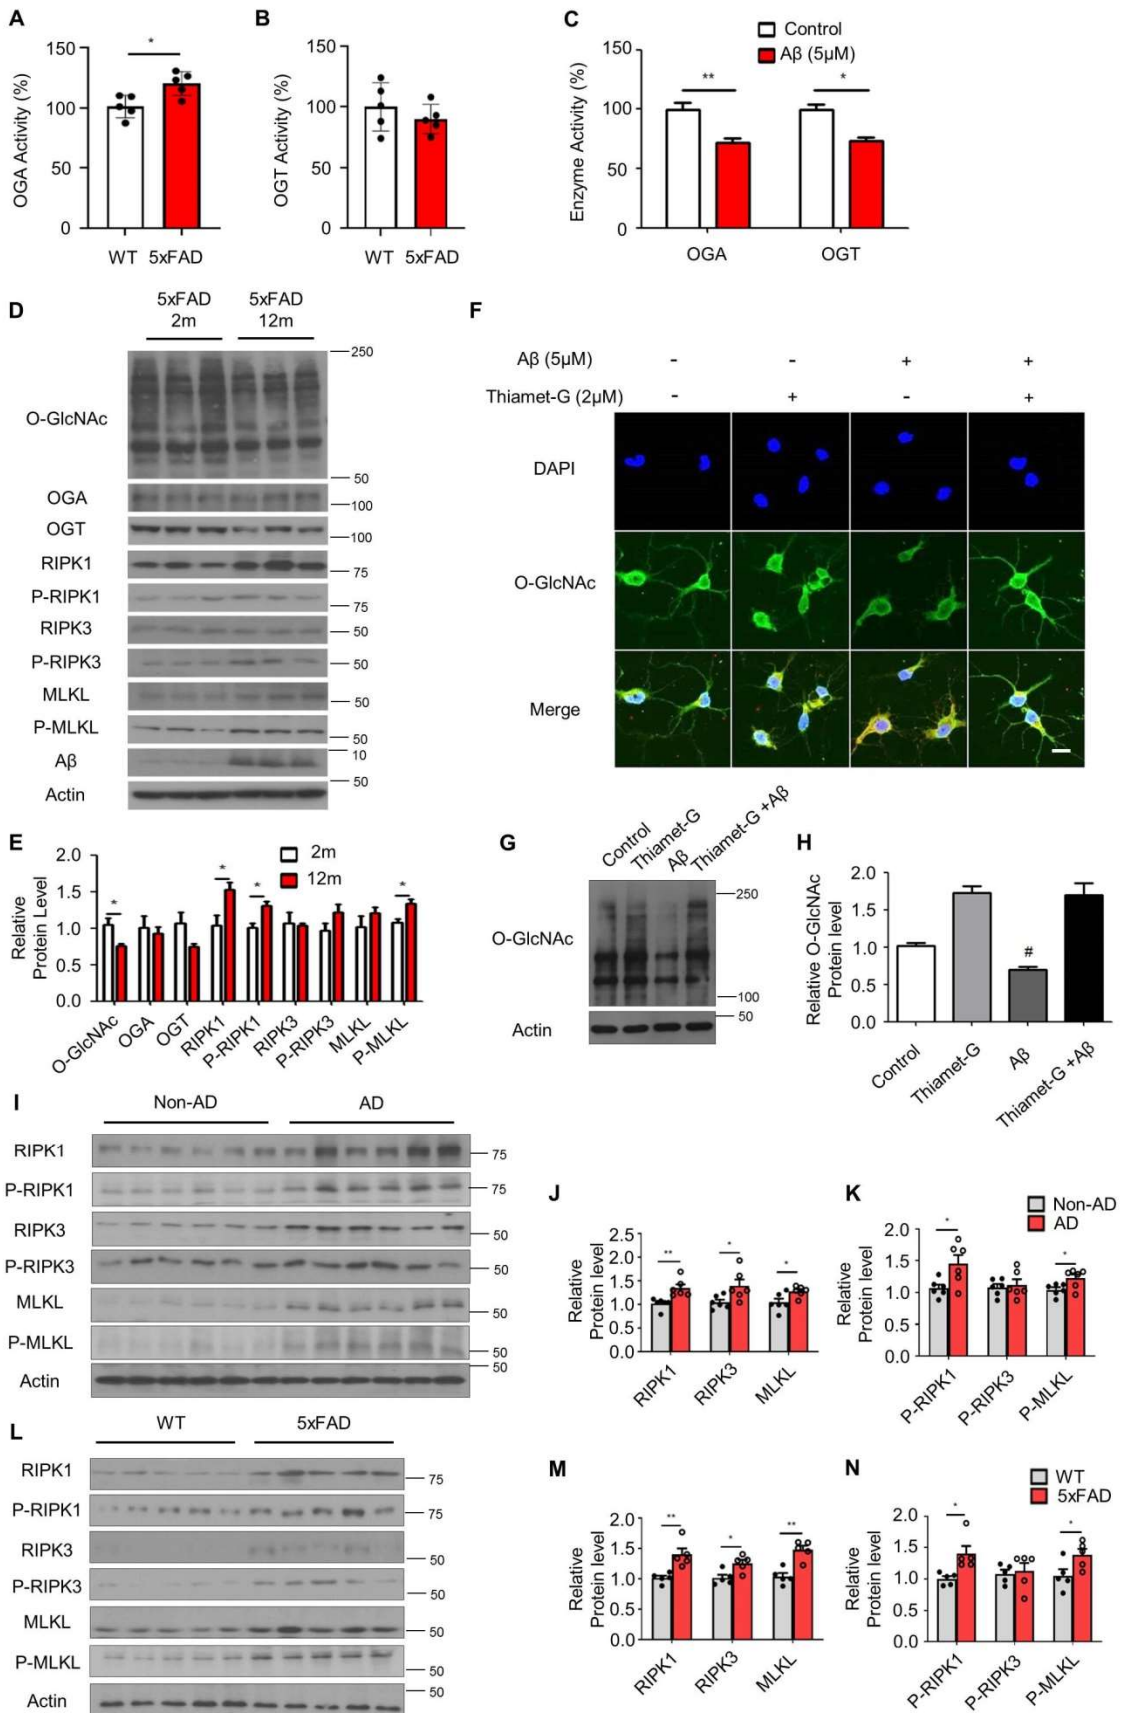 A
*
150
100
50
0
OGA Activity (%)
WT 5xFAD
B
150
100
50
0
OGT Activity (%)
WT 5xFAD
C
Control
Aβ (5μM)
150
100
50
0
Enzyme Activity (%)
** *
OGA OGT
D
5xFAD 5xFAD
2m 12m
O-GlcNAc
250
50
OGA
100
OGT
100
RIPK1
75
P-RIPK1
75
RIPK3
50
P-RIPK3
50
MLKL
50
P-MLKL
50
Aβ
10
50
Actin
E
2m
12m
2.0
1.5
1.0
0.5
0.0
Relative
Protein Level
* * * *
O-GlcNAc
OGA
OGT
RIPK1
P-RIPK1
RIPK3
P-RIPK3
MLKL
P-MLKL
F
Aβ (5μM) - - + +
Thiamet-G (2μM) - + - +
DAPI
O-GlcNAc
Merge
G
Control
Thiamet-G
Aβ
Thiamet-G +Aβ
O-GlcNAc
250
100
50
Actin
H
2.0
1.5
1.0
0.5
0.0
Relative O-GlcNAc
Protein level
#
Control
Thiamet-G
Aβ
Thiamet-G +Aβ
I
Non-AD AD
RIPK1
75
P-RIPK1
75
RIPK3
50
P-RIPK3
50
MLKL
50
P-MLKL
50
50
Actin
J
2.5
2.0
1.5
1.0
0.5
0.0
Relative
Protein level
** * *
RIPK1
RIPK3
MLKL
K
Non-AD
AD
2.0
1.5
1.0
0.5
0.0
Relative
Protein level
* *
P-RIPK1
P-RIPK3
P-MLKL
L
WT 5xFAD
RIPK1
75
P-RIPK1
75
RIPK3
50
P-RIPK3
50
MLKL
50
P-MLKL
50
50
Actin
M
2.0
1.5
1.0
0.5
0.0
Relative
Protein level
** * **
RIPK1
RIPK3
MLKL
N
WT
5xFAD
2.0
1.5
1.0
0.5
0.0
Relative
Protein level
* *
P-RIPK1
P-RIPK3
P-MLKL